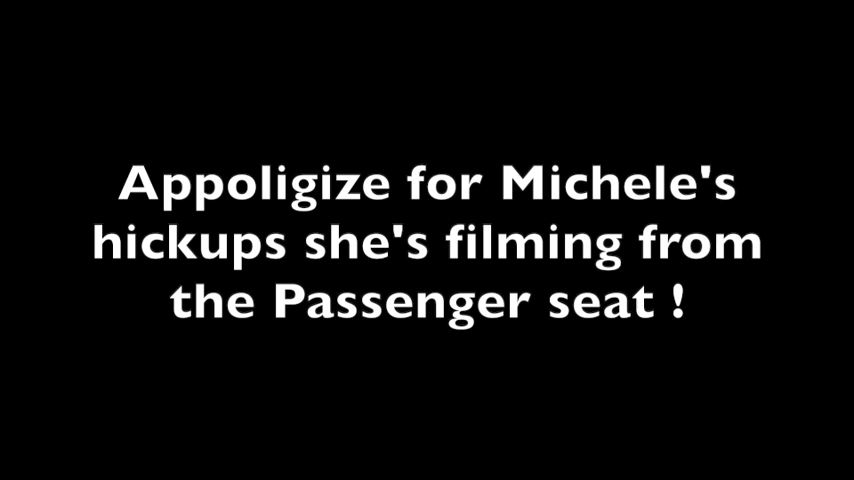 Appoligize for Michele's
hickups she's filming from
the Passenger seat !